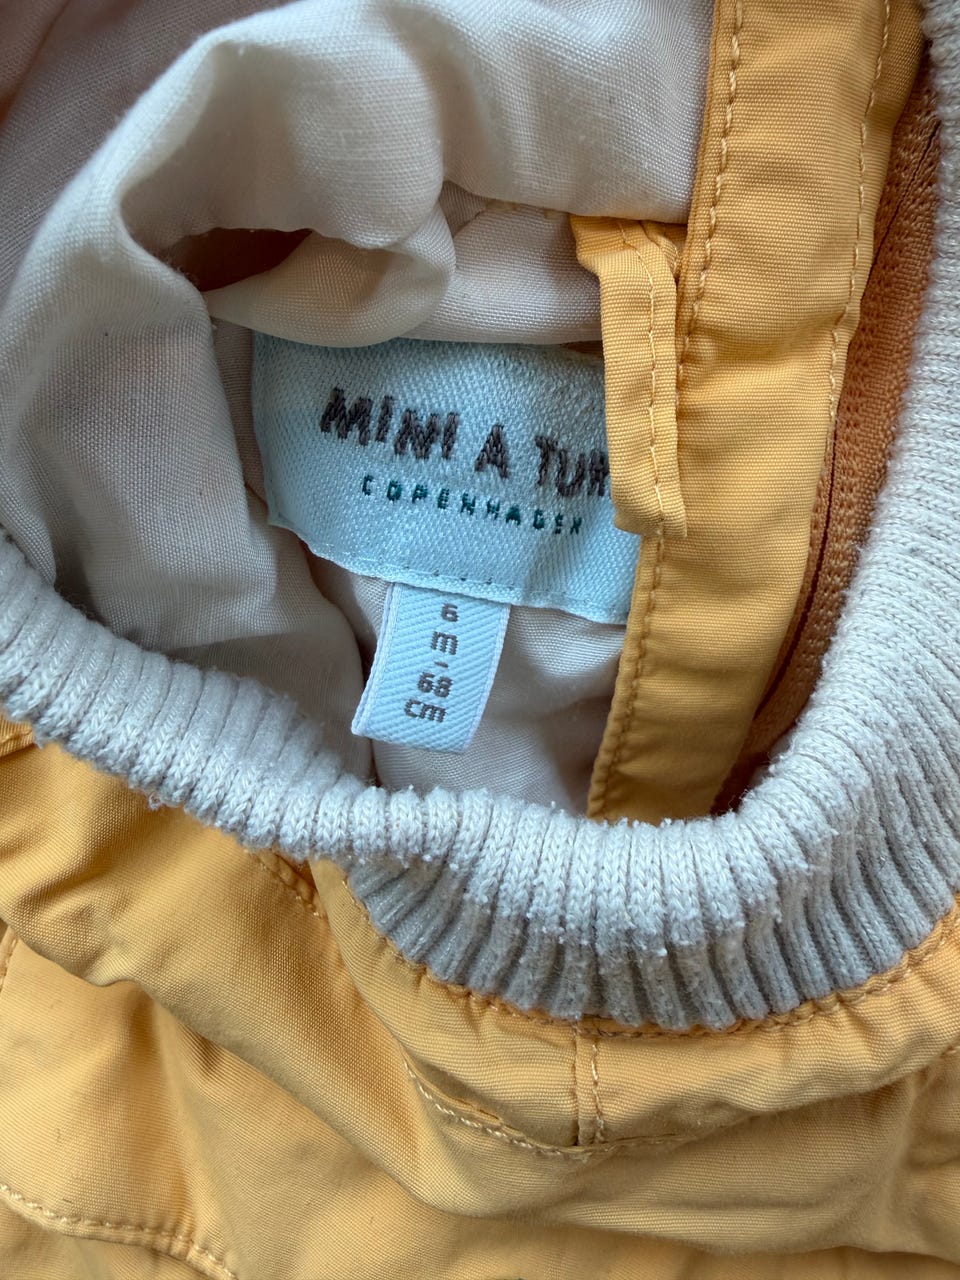 MINI A TUR
COPENHAGEN
6
m-
68
cm